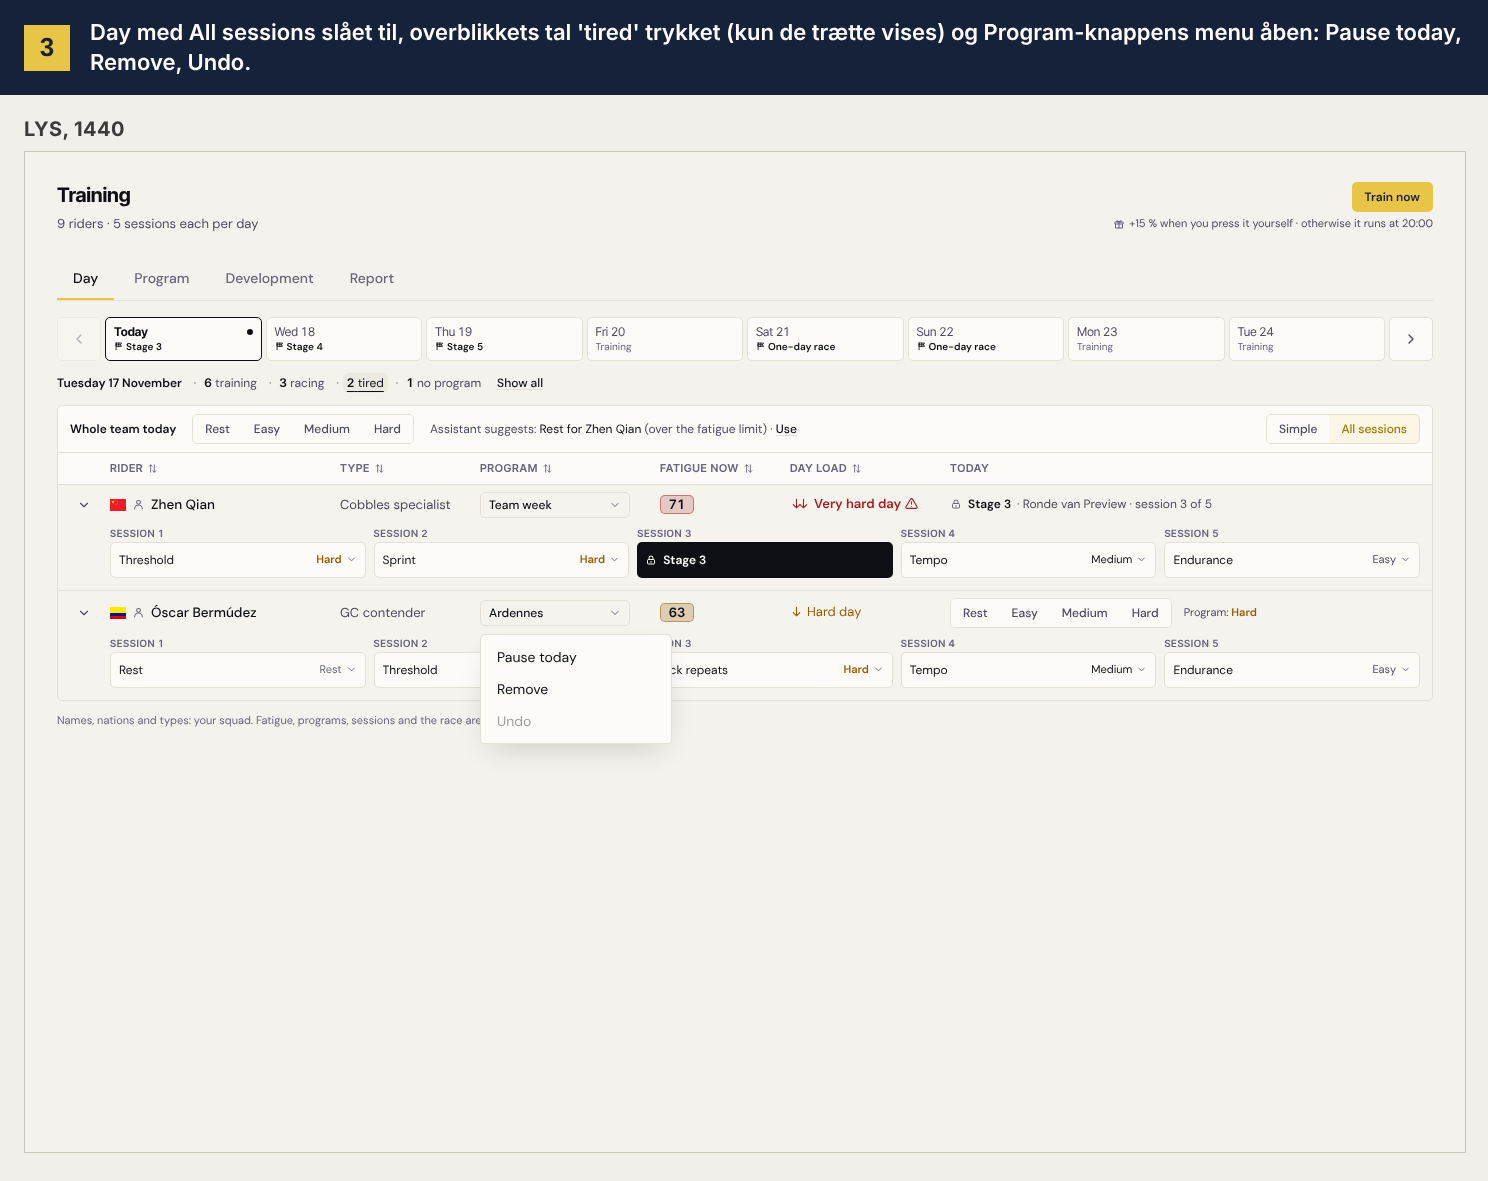 3
Day med All sessions slået til, overblikkets tal 'tired' trykket (kun de trætte vises) og Program-knappens menu åben: Pause today,
Remove, Undo.
LYS, 1440
Training
Train now
9 riders · 5 sessions each per day
+15 % when you press it yourself · otherwise it runs at 20:00
Day Program Development Report
Today Wed 18 Thu 19 Fri 20 Sat 21 Sun 22 Mon 23 Tue 24
Stage 3 Stage 4 Stage 5 Training One-day race One-day race Training Training
Tuesday 17 November · 6 training · 3 racing · 2 tired · 1 no program Show all
Whole team today Rest Easy Medium Hard Assistant suggests: Rest for Zhen Qian (over the fatigue limit) · Use Simple All sessions
RIDER TYPE PROGRAM FATIGUE NOW DAY LOAD TODAY
Zhen Qian Cobbles specialist Team week 71 Very hard day Stage 3 · Ronde van Preview · session 3 of 5
SESSION 1 SESSION 2 SESSION 3 SESSION 4 SESSION 5
Threshold Hard Sprint Hard Stage 3 Tempo Medium Endurance Easy
Óscar Bermúdez GC contender Ardennes 63 Hard day Rest Easy Medium Hard Program: Hard
SESSION 1 SESSION 2 ON 3 SESSION 4 SESSION 5
Rest Rest Threshold ck repeats Hard Tempo Medium Endurance Easy
Pause today
Remove
Undo
Names, nations and types: your squad. Fatigue, programs, sessions and the race are